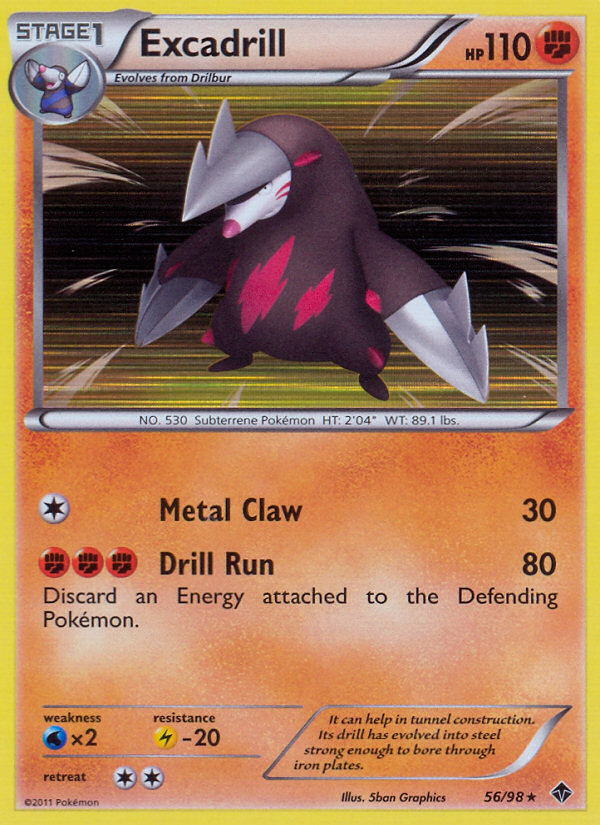 STAGE1
Excadrill
HP110
Evolves from Drilbur
NO. 530 Subterrene Pokémon HT: 2'04" WT: 89.1 lbs.
Metal Claw 30
Drill Run 80
Discard an Energy attached to the Defending
Pokémon.
weakness resistance
×2 -20
retreat
It can help in tunnel construction.
Its drill has evolved into steel
strong enough to bore through
iron plates.
Illus. 5ban Graphics 56/98★
©2011 Pokémon